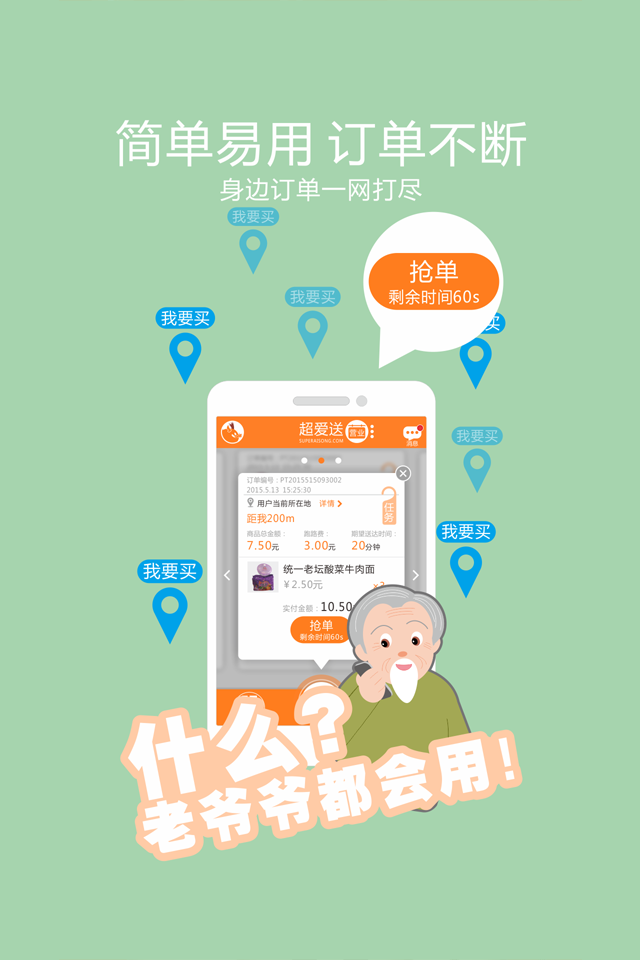 简单易用 订单不断
身边订单一网打尽
我要买
我要买
我要买
抢单
剩余时间60s
买
超爱送
SUPERAISONG.COM
营业
消息
我要买
订单编号：PT2015515093002
2015.5.13 15:25:30
用户当前所在地 详情
任务
距我200m
商品总金额： 跑路费： 期望送达时间：
7.50元 3.00元 20分钟
我要买
统一老坛酸菜牛肉面
￥2.50元
我要买
实付金额：10.50
抢单
剩余时间60s
什么？
老爷爷都会用！